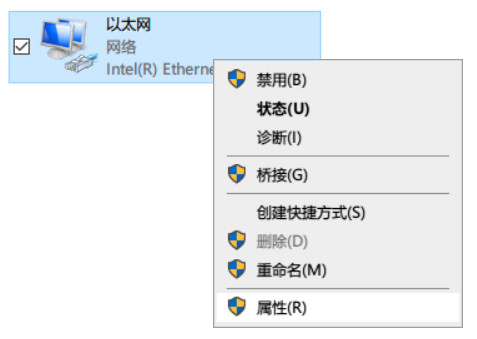 以太网
网络
Intel(R) Etherne
禁用(B)
状态(U)
诊断(I)
桥接(G)
创建快捷方式(S)
删除(D)
重命名(M)
属性(R)